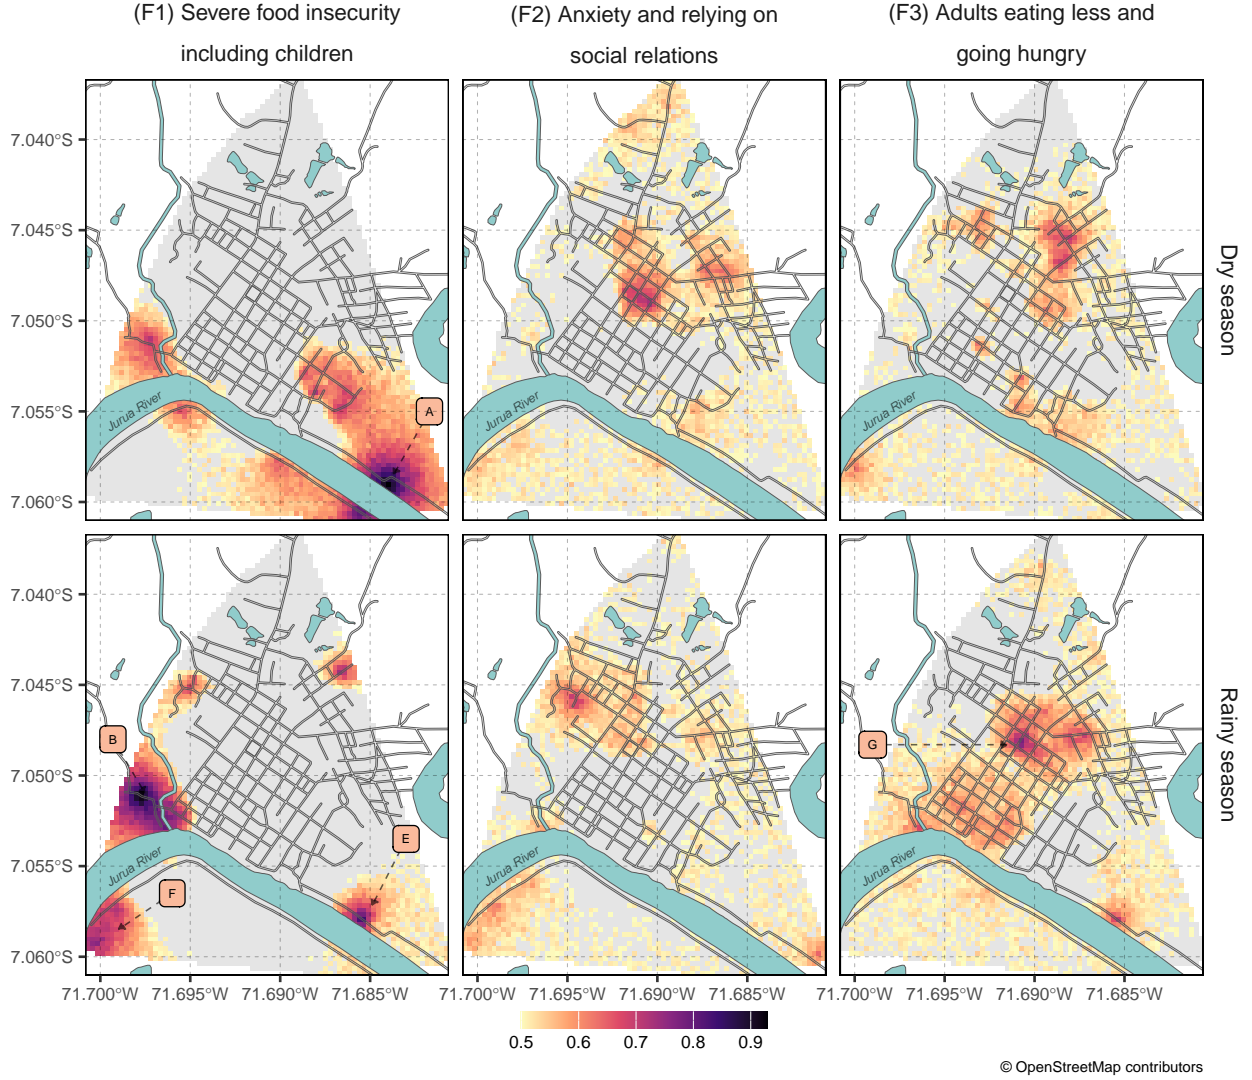 (F1) Severe food insecurity
including children
(F2) Anxiety and relying on
social relations
(F3) Adults eating less and
going hungry
7.040°S
7.045°S
7.050°S
7.055°S
7.060°S
Jurua River
A
Jurua River
Jurua River
Dry season
7.040°S
7.045°S
7.050°S
7.055°S
7.060°S
B
E
F
Jurua River
Jurua River
G
Jurua River
Rainy season
71.700°W 71.695°W 71.690°W 71.685°W
71.700°W 71.695°W 71.690°W 71.685°W
71.700°W 71.695°W 71.690°W 71.685°W
0.5 0.6 0.7 0.8 0.9
© OpenStreetMap contributors